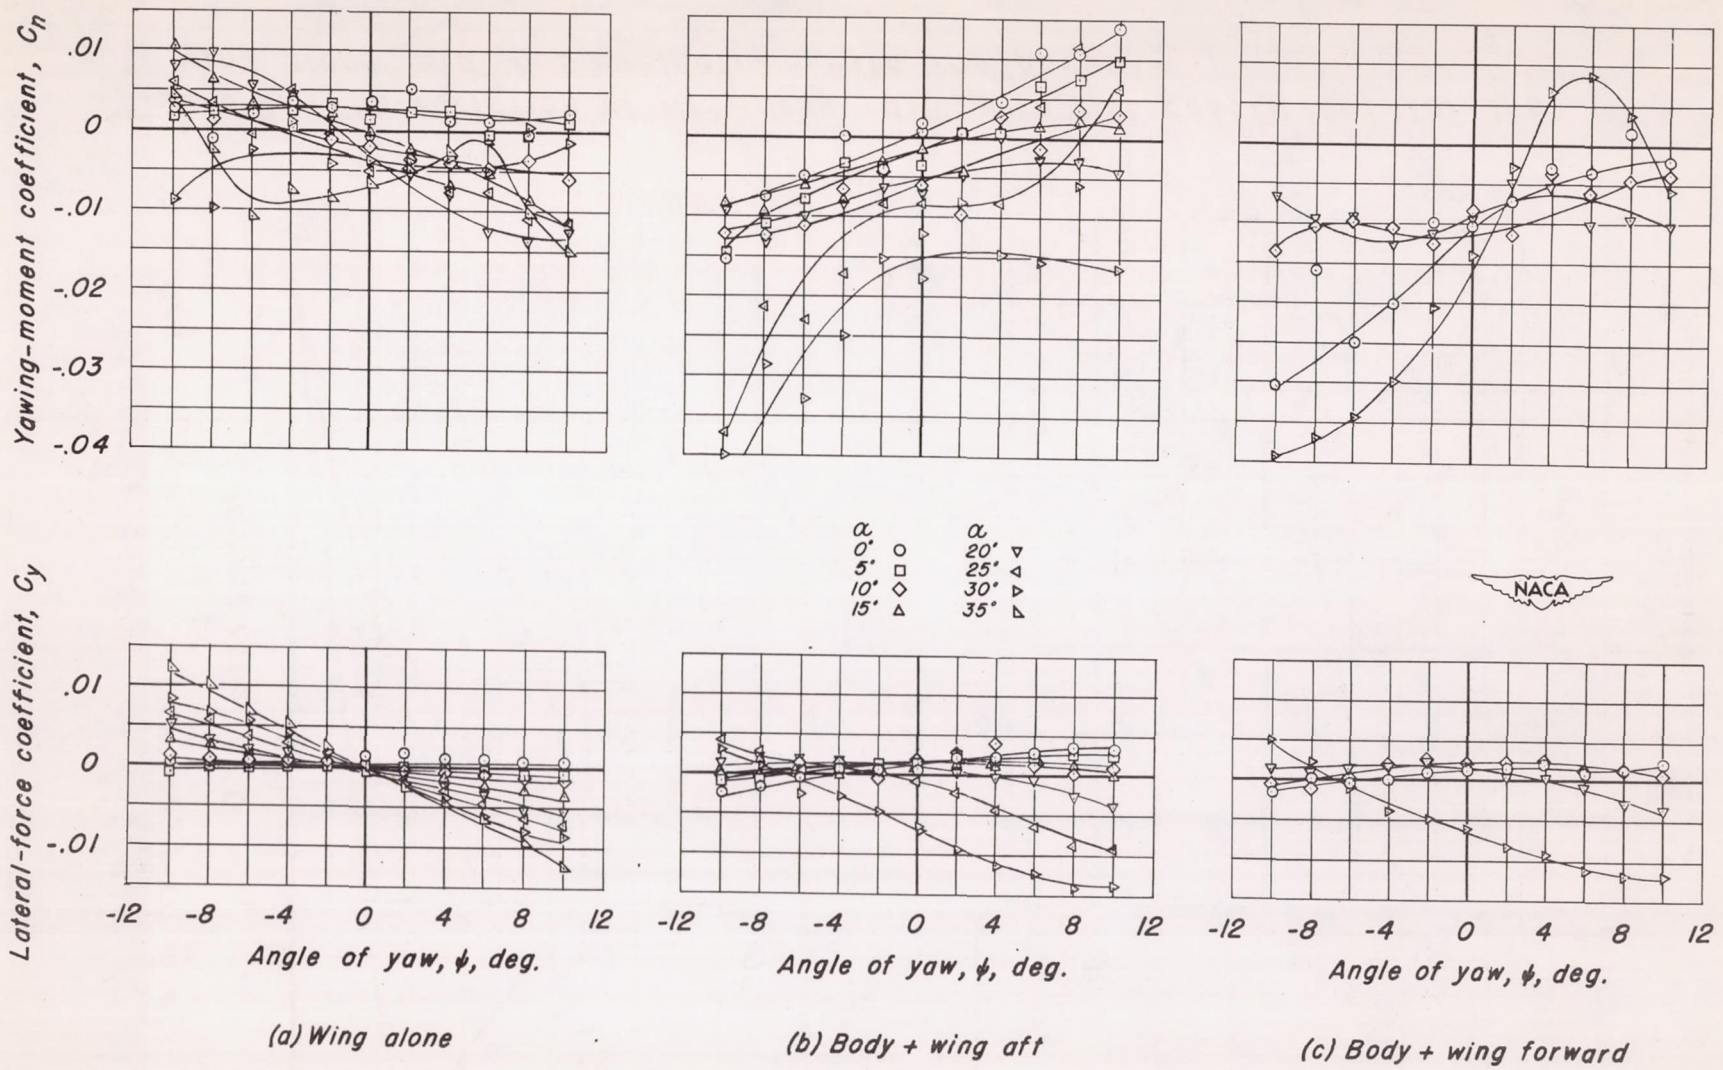 Yawing-moment coefficient, Cn
.01
0
-.01
-.02
-.03
-.04
α α
0° 20°
5° 25°
10° 30°
15° 35°
NACA
Lateral-force coefficient, Cy
.01
0
-.01
-12 -8 -4 0 4 8 12
-12 -8 -4 0 4 8 12
-12 -8 -4 0 4 8 12
Angle of yaw, ψ, deg.
Angle of yaw, ψ, deg.
Angle of yaw, ψ, deg.
(a) Wing alone
(b) Body + wing aft
(c) Body + wing forward